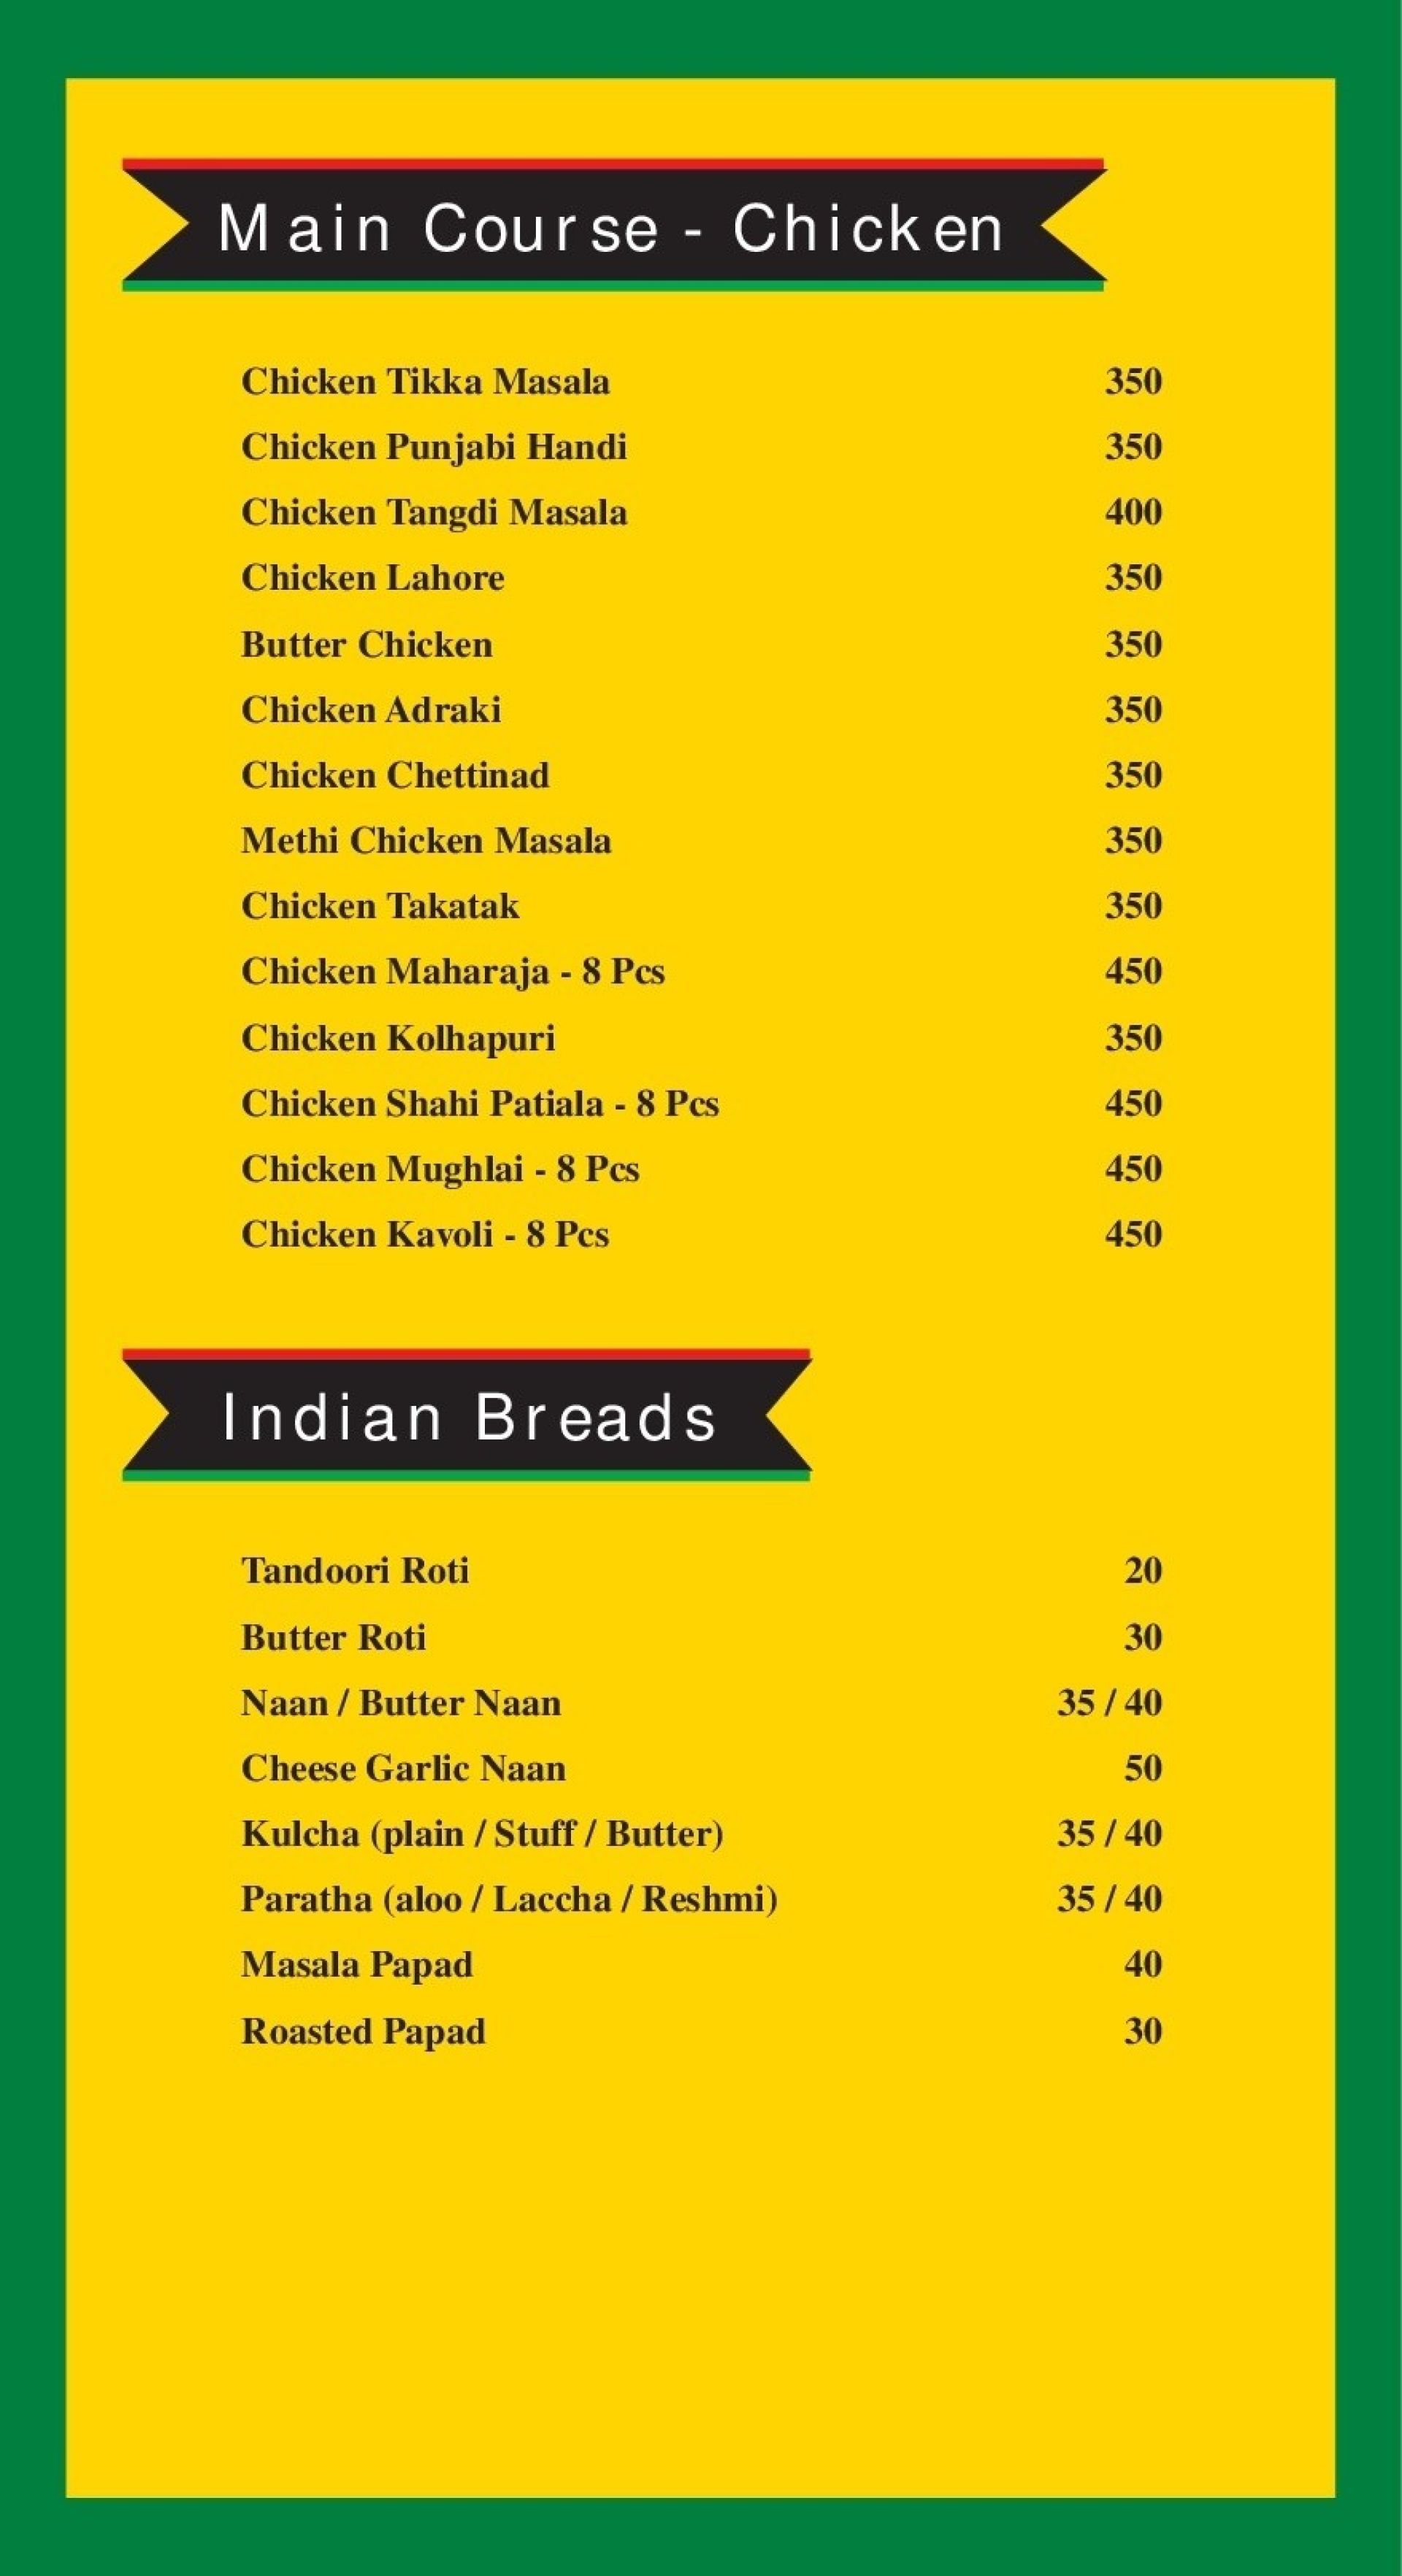 Main Course - Chicken
Chicken Tikka Masala 350
Chicken Punjabi Handi 350
Chicken Tangdi Masala 400
Chicken Lahore 350
Butter Chicken 350
Chicken Adraki 350
Chicken Chettinad 350
Methi Chicken Masala 350
Chicken Takatak 350
Chicken Maharaja - 8 Pcs 450
Chicken Kolhapuri 350
Chicken Shahi Patiala - 8 Pcs 450
Chicken Mughlai - 8 Pcs 450
Chicken Kavoli - 8 Pcs 450
Indian Breads
Tandoori Roti 20
Butter Roti 30
Naan / Butter Naan 35 / 40
Cheese Garlic Naan 50
Kulcha (plain / Stuff / Butter) 35 / 40
Paratha (aloo / Laccha / Reshmi) 35 / 40
Masala Papad 40
Roasted Papad 30